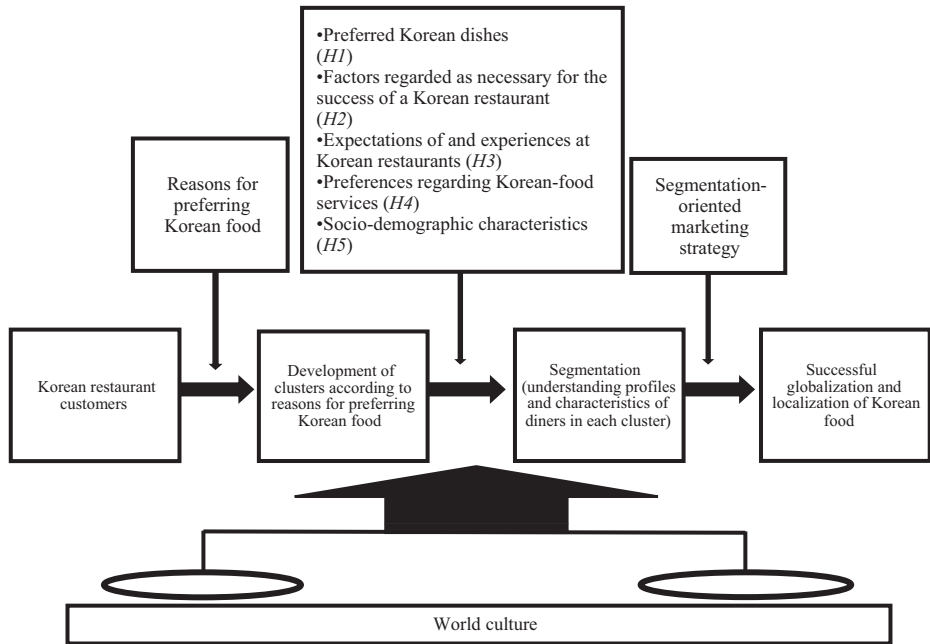 •Preferred Korean dishes
(H1)
•Factors regarded as necessary for the
success of a Korean restaurant
(H2)
•Expectations of and experiences at
Korean restaurants (H3)
•Preferences regarding Korean-food
services (H4)
•Socio-demographic characteristics
(H5)
Reasons for
preferring
Korean food
Segmentation-
oriented
marketing
strategy
Korean restaurant
customers
Development of
clusters according to
reasons for preferring
Korean food
Segmentation
(understanding profiles
and characteristics of
diners in each cluster)
Successful
globalization and
localization of Korean
food
World culture